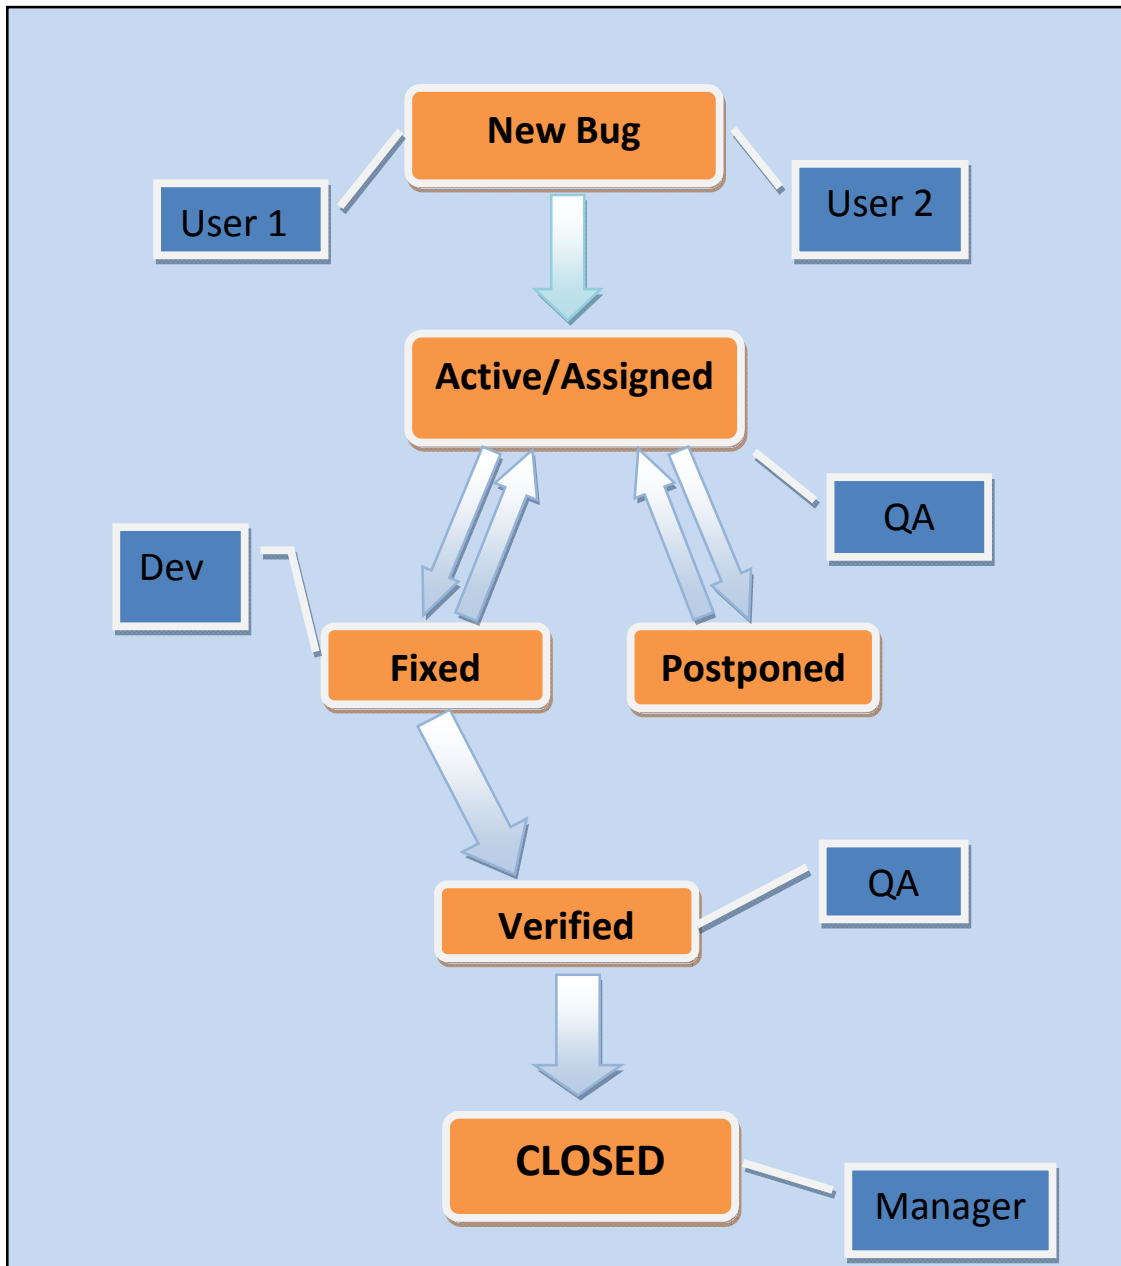 New Bug
User 1
User 2
Active/Assigned
QA
Dev
Fixed
Postponed
QA
Verified
CLOSED
Manager